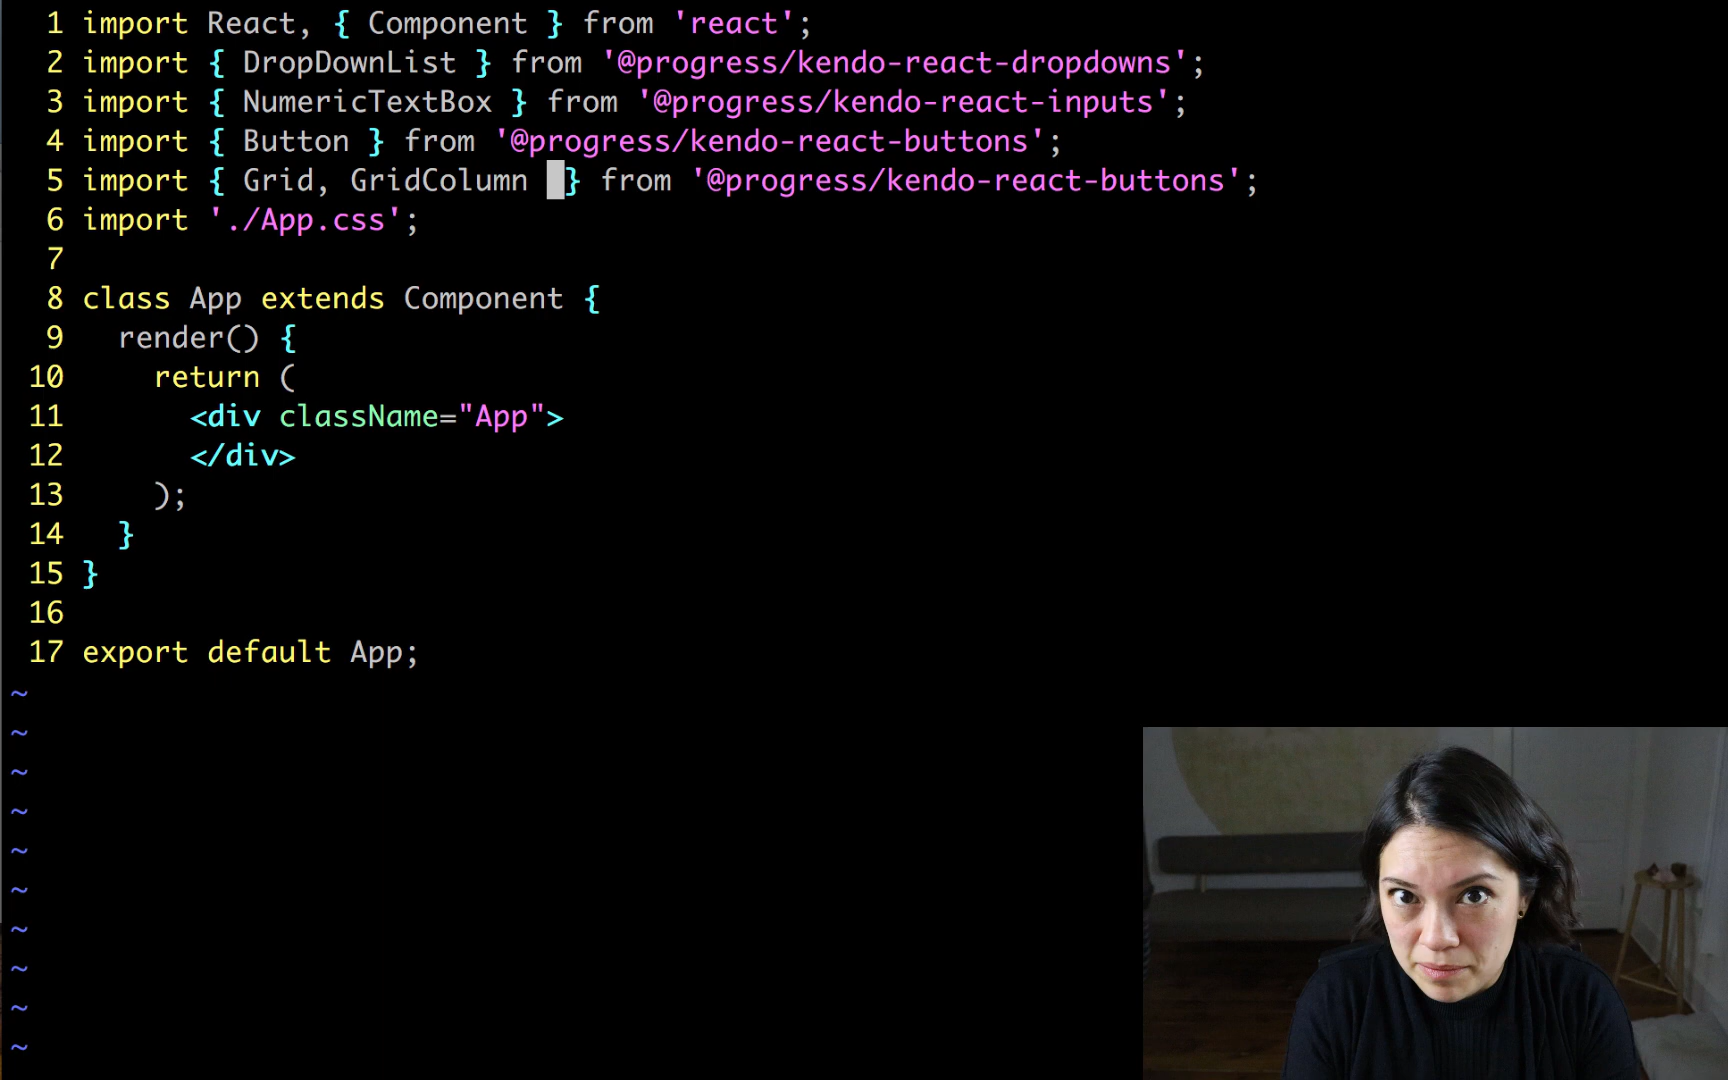 1 import React, { Component } from 'react';
2 import { DropDownList } from '@progress/kendo-react-dropdowns';
3 import { NumericTextBox } from '@progress/kendo-react-inputs';
4 import { Button } from '@progress/kendo-react-buttons';
5 import { Grid, GridColumn } from '@progress/kendo-react-buttons';
6 import './App.css';
7
8 class App extends Component {
9   render() {
10     return (
11       <div className="App">
12       </div>
13     );
14   }
15 }
16
17 export default App;
~
~
~
~
~
~
~
~
~
~